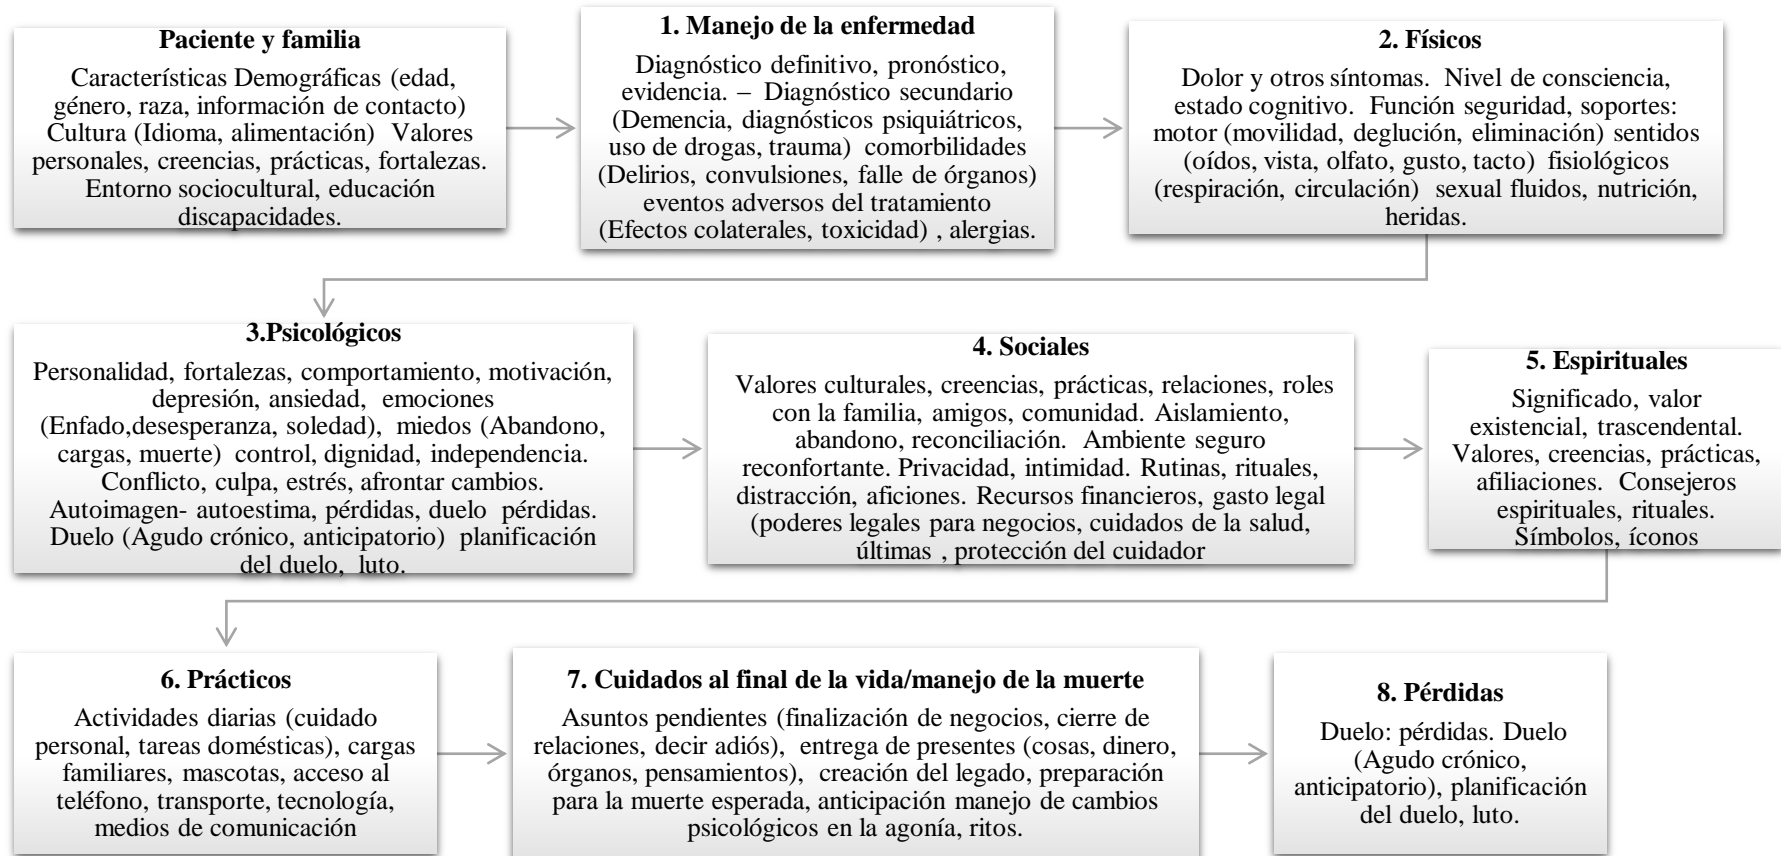 Paciente y familia
Características Demográficas (edad,
género, raza, información de contacto)
Cultura (Idioma, alimentación) Valores
personales, creencias, prácticas, fortalezas.
Entorno sociocultural, educación
discapacidades.
1. Manejo de la enfermedad
Diagnóstico definitivo, pronóstico,
evidencia. – Diagnóstico secundario
(Demencia, diagnósticos psiquiátricos,
uso de drogas, trauma) comorbilidades
(Delirios, convulsiones, falle de órganos)
eventos adversos del tratamiento
(Efectos colaterales, toxicidad) , alergias.
2. Físicos
Dolor y otros síntomas. Nivel de consciencia,
estado cognitivo. Función seguridad, soportes:
motor (movilidad, deglución, eliminación) sentidos
(oídos, vista, olfato, gusto, tacto) fisiológicos
(respiración, circulación) sexual fluidos, nutrición,
heridas.
3.Psicológicos
Personalidad, fortalezas, comportamiento, motivación,
depresión, ansiedad, emociones
(Enfado,desesperanza, soledad), miedos (Abandono,
cargas, muerte) control, dignidad, independencia.
Conflicto, culpa, estrés, afrontar cambios.
Autoimagen- autoestima, pérdidas, duelo pérdidas.
Duelo (Agudo crónico, anticipatorio) planificación
del duelo, luto.
4. Sociales
Valores culturales, creencias, prácticas, relaciones, roles
con la familia, amigos, comunidad. Aislamiento,
abandono, reconciliación. Ambiente seguro
reconfortante. Privacidad, intimidad. Rutinas, rituales,
distracción, aficiones. Recursos financieros, gasto legal
(poderes legales para negocios, cuidados de la salud,
últimas , protección del cuidador
5. Espirituales
Significado, valor
existencial, trascendental.
Valores, creencias, prácticas,
afiliaciones. Consejeros
espirituales, rituales.
Símbolos, íconos
6. Prácticos
Actividades diarias (cuidado
personal, tareas domésticas), cargas
familiares, mascotas, acceso al
teléfono, transporte, tecnología,
medios de comunicación
7. Cuidados al final de la vida/manejo de la muerte
Asuntos pendientes (finalización de negocios, cierre de
relaciones, decir adiós), entrega de presentes (cosas, dinero,
órganos, pensamientos), creación del legado, preparación
para la muerte esperada, anticipación manejo de cambios
psicológicos en la agonía, ritos.
8. Pérdidas
Duelo: pérdidas. Duelo
(Agudo crónico,
anticipatorio), planificación
del duelo, luto.